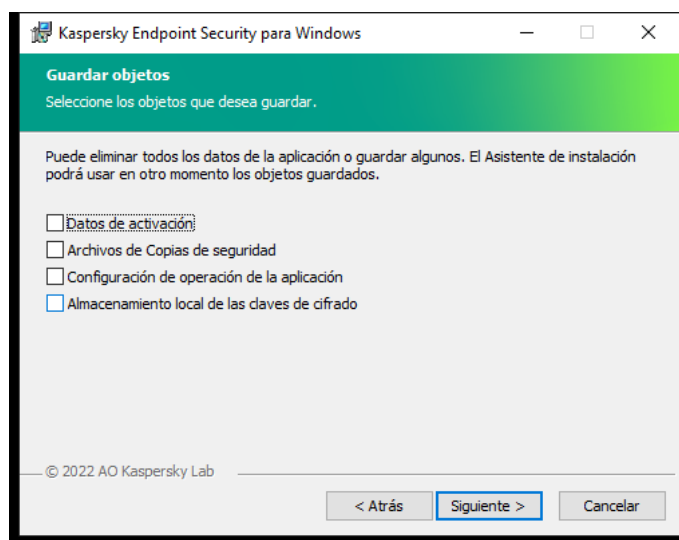 Kaspersky Endpoint Security para Windows
Guardar objetos
Seleccione los objetos que desea guardar.
Puede eliminar todos los datos de la aplicación o guardar algunos. El Asistente de instalación
podrá usar en otro momento los objetos guardados.
Datos de activación
Archivos de Copias de seguridad
Configuración de operación de la aplicación
Almacenamiento local de las claves de cifrado
© 2022 AO Kaspersky Lab
< Atrás
Siguiente >
Cancelar